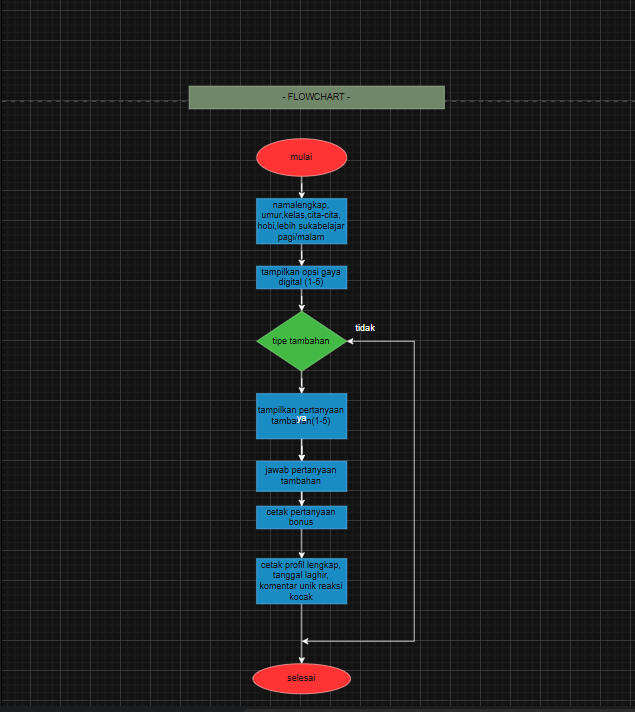 - FLOWCHART -
mulai
namalengkap,
umur,kelas,cita-cita,
hobi,lebih sukabelajar
pagi/malam
tampilkan opsi gaya
digital (1-5)
tidak
tipe tambahan
tampilkan pertanyaan
tambahan(1-5)
ya
jawab pertanyaan
tambahan
cetak pertanyaan
bonus
cetak profil lengkap,
tanggal laghir,
komentar unik reaksi
kocak
selesai